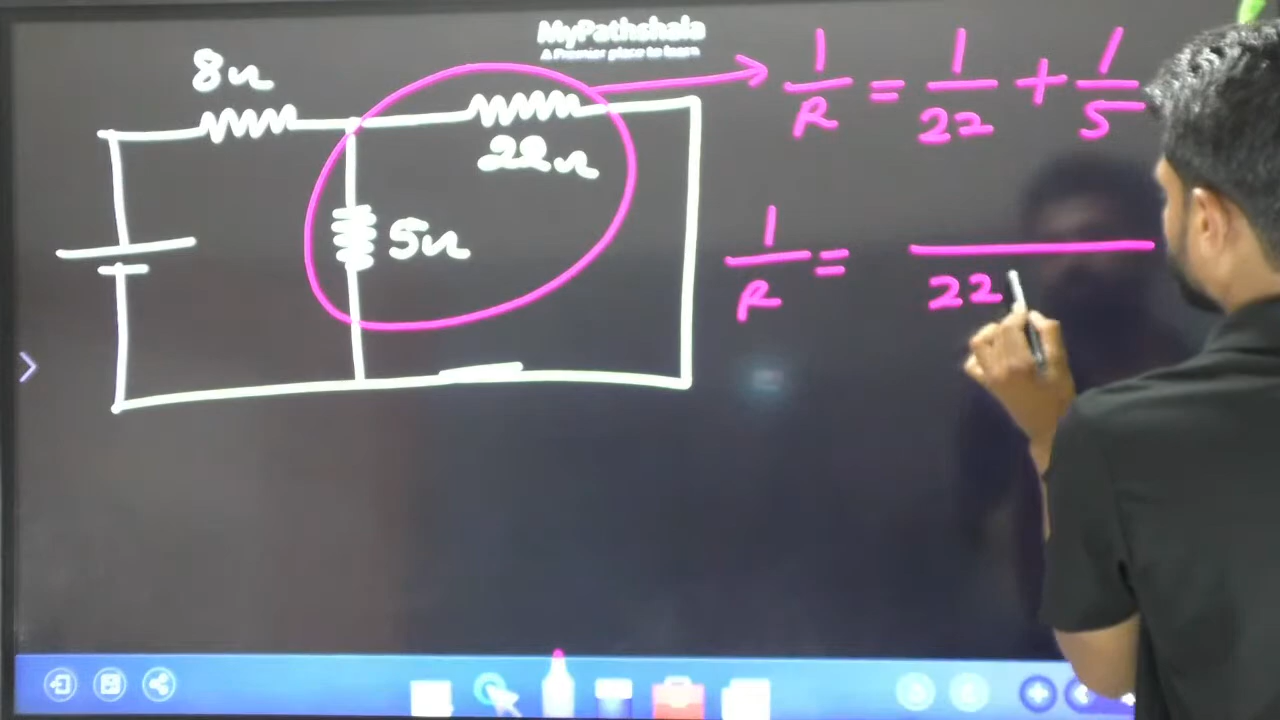 MyPathshala
A Premier place to learn
8Ω
22Ω
5Ω
1/R = 1/22 + 1/5
1/R = /22